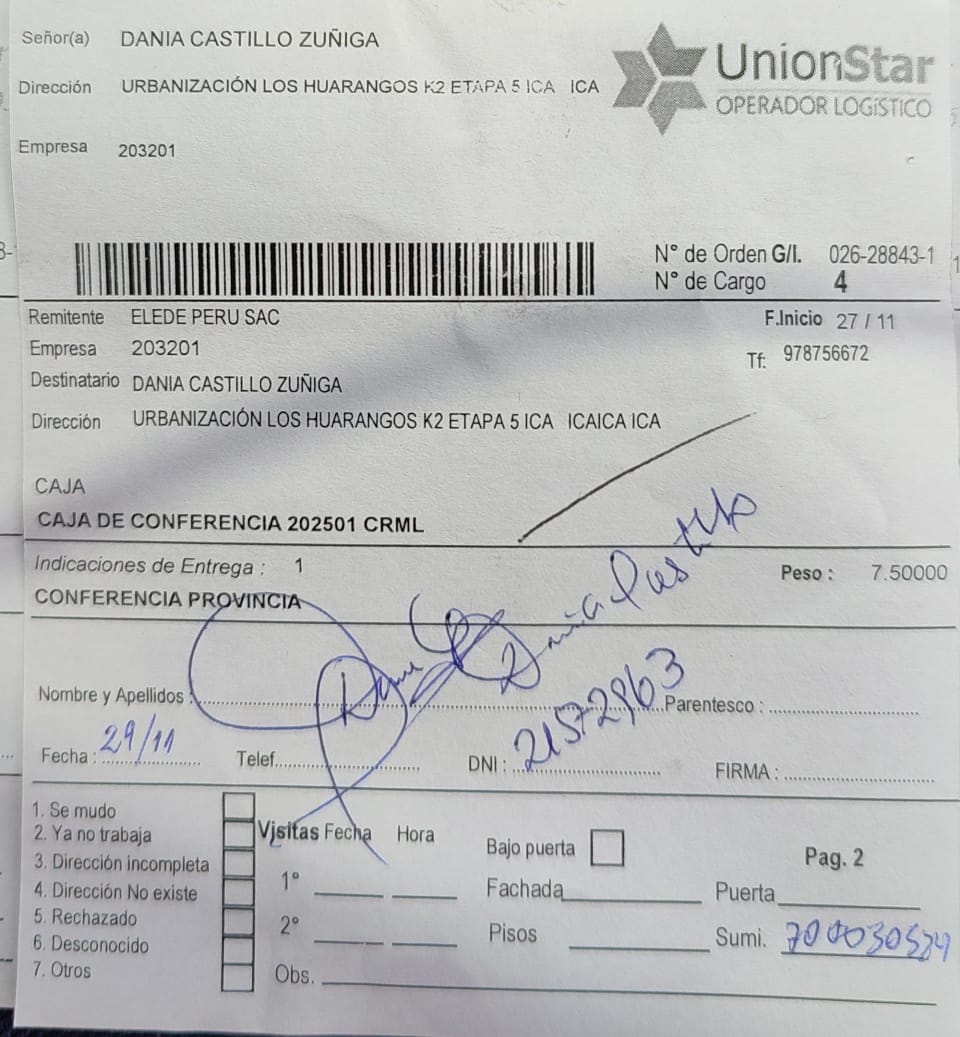 Señor(a) DANIA CASTILLO ZUÑIGA
Dirección URBANIZACIÓN LOS HUARANGOS K2 ETAPA 5 ICA ICA
Empresa 203201
UnionStar
OPERADOR LOGÍSTICO
N° de Orden G/I. 026-28843-1
N° de Cargo 4
Remitente ELEDE PERU SAC
F.Inicio 27 / 11
Empresa 203201
Tf: 978756672
Destinatario DANIA CASTILLO ZUÑIGA
Dirección URBANIZACIÓN LOS HUARANGOS K2 ETAPA 5 ICA ICAICA ICA
CAJA
CAJA DE CONFERENCIA 202501 CRML
Indicaciones de Entrega : 1
Peso : 7.50000
CONFERENCIA PROVINCIA
Dania Castillo
Nombre y Apellidos :
Parentesco :
Fecha : 29/11 Telef. DNI : 21572963 FIRMA :
1. Se mudo
2. Ya no trabaja
3. Dirección incompleta
4. Dirección No existe
5. Rechazado
6. Desconocido
7. Otros
Visitas Fecha Hora
1°
2°
Obs.
Bajo puerta
Fachada
Pisos
Pag. 2
Puerta
Sumi.